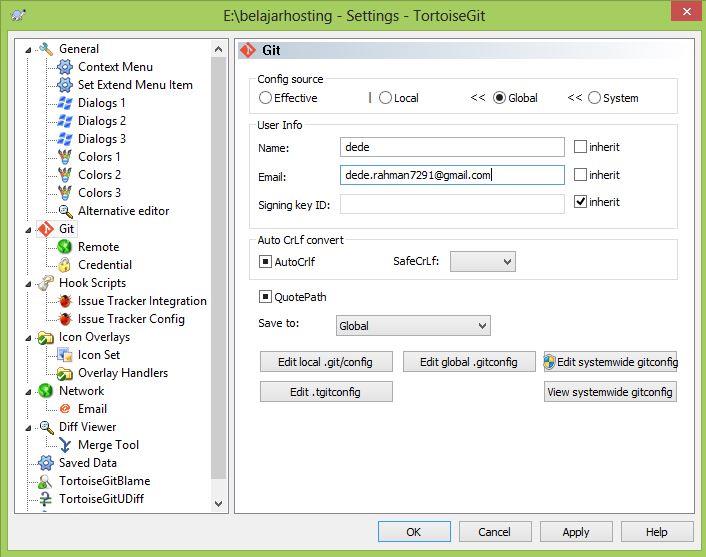 E:\belajarhosting - Settings - TortoiseGit
General
Context Menu
Set Extend Menu Item
Dialogs 1
Dialogs 2
Dialogs 3
Colors 1
Colors 2
Colors 3
Alternative editor
Git
Remote
Credential
Hook Scripts
Issue Tracker Integration
Issue Tracker Config
Icon Overlays
Icon Set
Overlay Handlers
Network
Email
Diff Viewer
Merge Tool
Saved Data
TortoiseGitBlame
TortoiseGitUDiff
Git
Config source
Effective | Local << Global << System
User Info
Name: dede inherit
Email: dede.rahman7291@gmail.com inherit
Signing key ID: inherit
Auto CrLf convert
AutoCrlf SafeCrLf:
QuotePath
Save to: Global
Edit local .git/config Edit global .gitconfig Edit systemwide gitconfig
Edit .tgitconfig View systemwide gitconfig
OK Cancel Apply Help